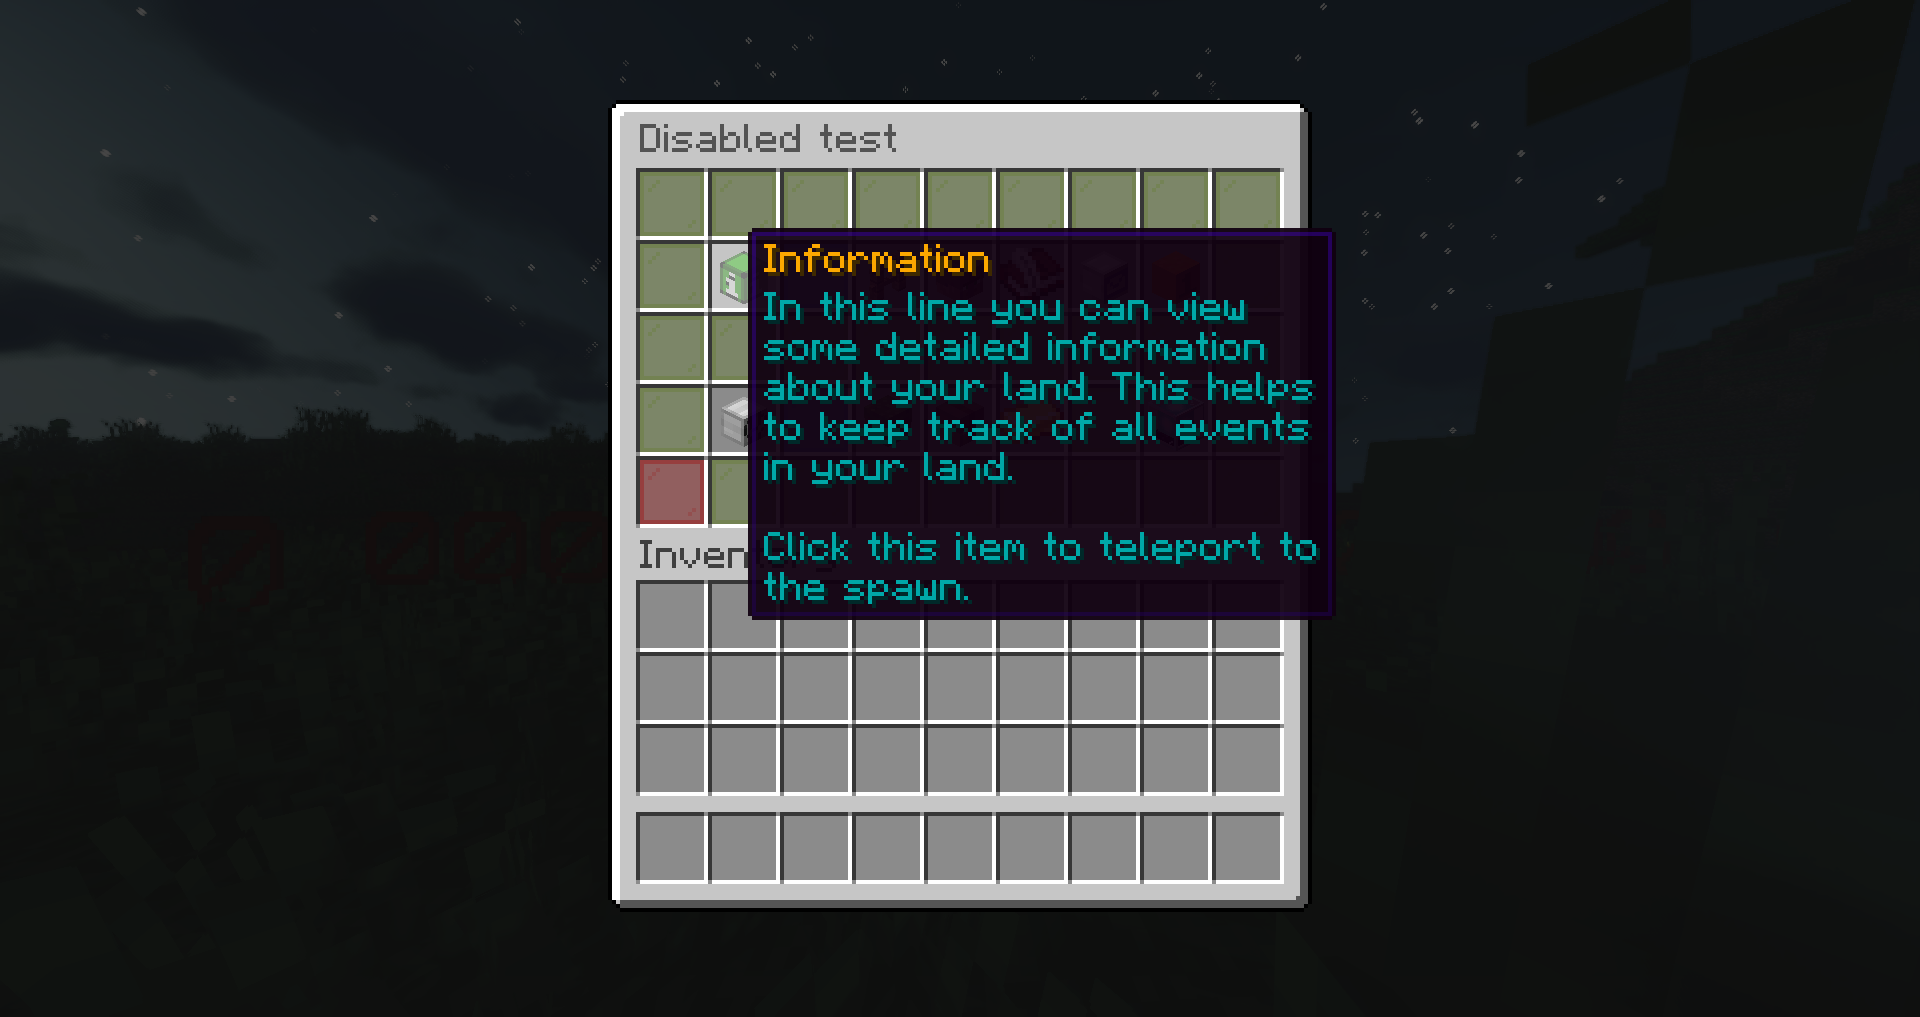 Disabled test
Information
In this line you can view
some detailed information
about your land. This helps
to keep track of all events
in your land.
Click this item to teleport to
the spawn.
Inven